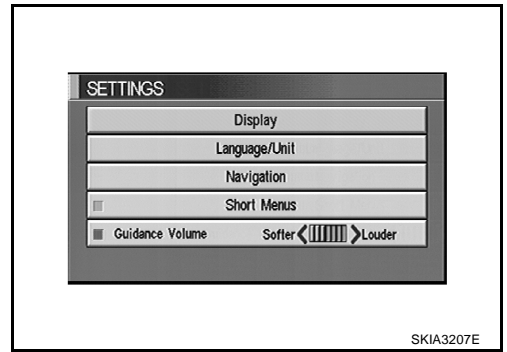 SETTINGS
Display
Language/Unit
Navigation
Short Menus
Guidance Volume Softer Louder
SKIA3207E